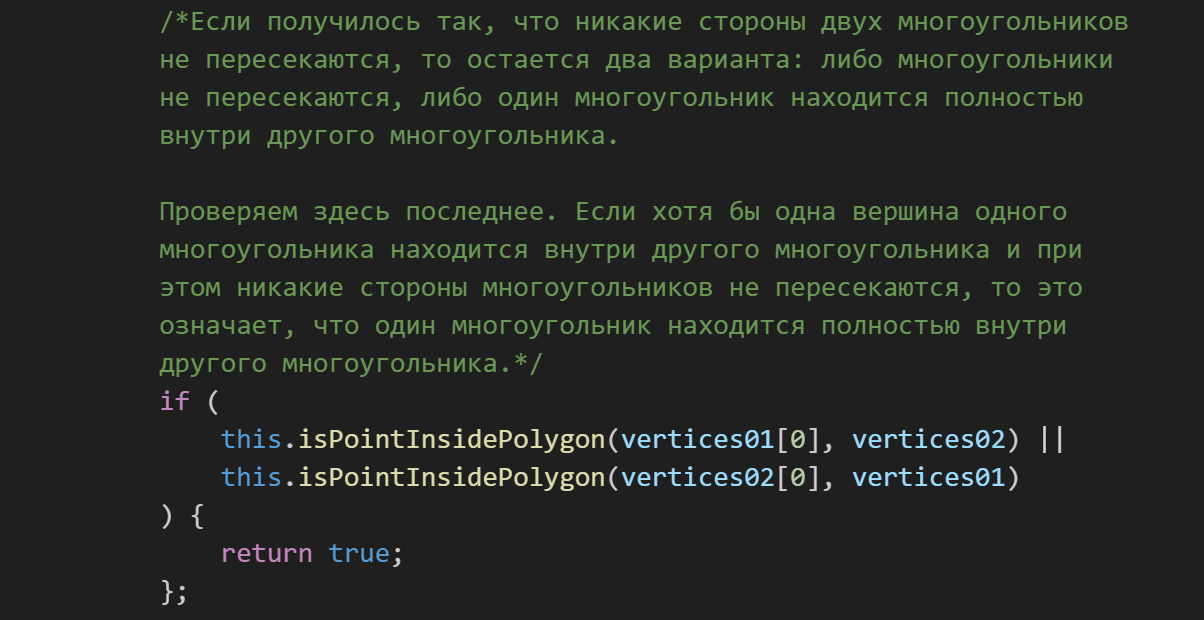 /*Если получилось так, что никакие стороны двух многоугольников
не пересекаются, то остается два варианта: либо многоугольники
не пересекаются, либо один многоугольник находится полностью
внутри другого многоугольника.
Проверяем здесь последнее. Если хотя бы одна вершина одного
многоугольника находится внутри другого многоугольника и при
этом никакие стороны многоугольников не пересекаются, то это
означает, что один многоугольник находится полностью внутри
другого многоугольника.*/
if (
this.isPointInsidePolygon(vertices01[0], vertices02) ||
this.isPointInsidePolygon(vertices02[0], vertices01)
) {
return true;
};